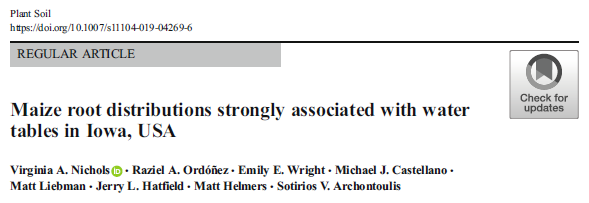 Plant Soil
https://doi.org/10.1007/s11104-019-04269-6
REGULAR ARTICLE
Check for
updates
Maize root distributions strongly associated with water
tables in Iowa, USA
Virginia A. Nichols · Raziel A. Ordóñez · Emily E. Wright · Michael J. Castellano ·
Matt Liebman · Jerry L. Hatfield · Matt Helmers · Sotirios V. Archontoulis